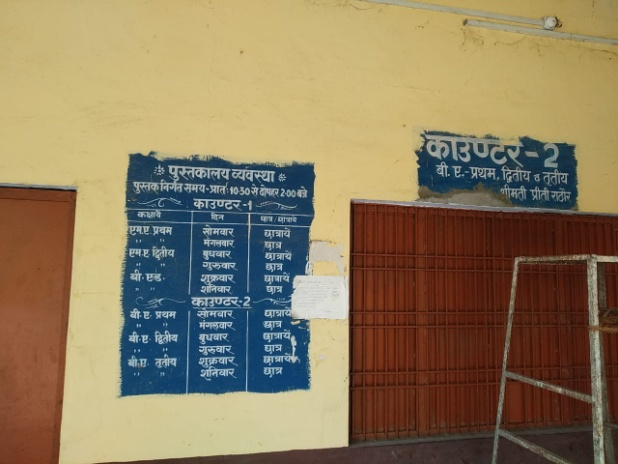 पुस्तकालय व्यवस्था
पुस्तक निर्गत समय - प्रातः 10·30 से दोपहर 2·00 बजे
काउण्टर-1
कक्षायें दिन छात्र / छात्रायें
एम.ए. प्रथम सोमवार छात्रायें
" " मंगलवार छात्र
एम.ए. द्वितीय बुधवार छात्रायें
" " गुरुवार छात्र
बी. एड. शुक्रवार छात्रायें
" " शनिवार छात्र
काउण्टर-2
बी.ए. प्रथम सोमवार छात्रायें
" " मंगलवार छात्र
बी.ए. द्वितीय बुधवार छात्रायें
" " गुरुवार छात्र
बी.ए. तृतीय शुक्रवार छात्रायें
" " शनिवार छात्र
काउण्टर-2
बी. ए.-प्रथम, द्वितीय व तृतीय
श्रीमती प्रीती राठौर